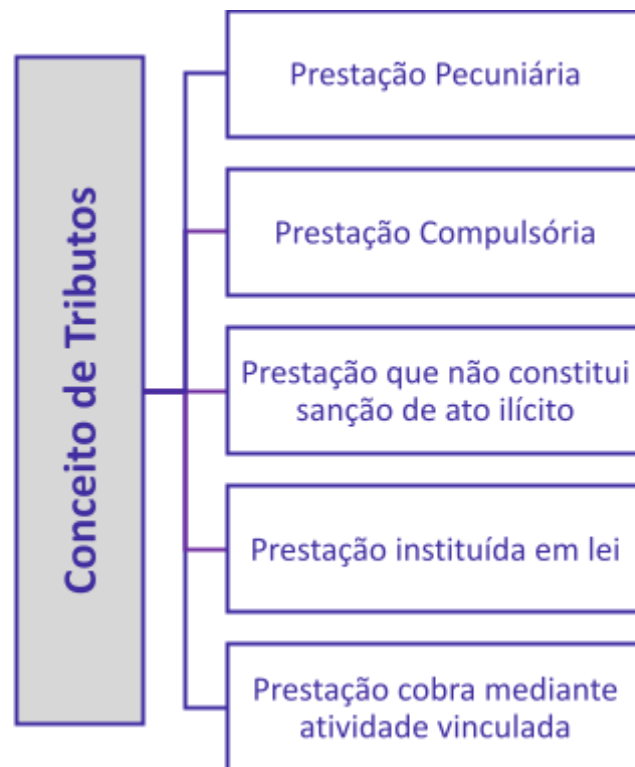 Conceito de Tributos
Prestação Pecuniária
Prestação Compulsória
Prestação que não constitui
sanção de ato ilícito
Prestação instituída em lei
Prestação cobra mediante
atividade vinculada